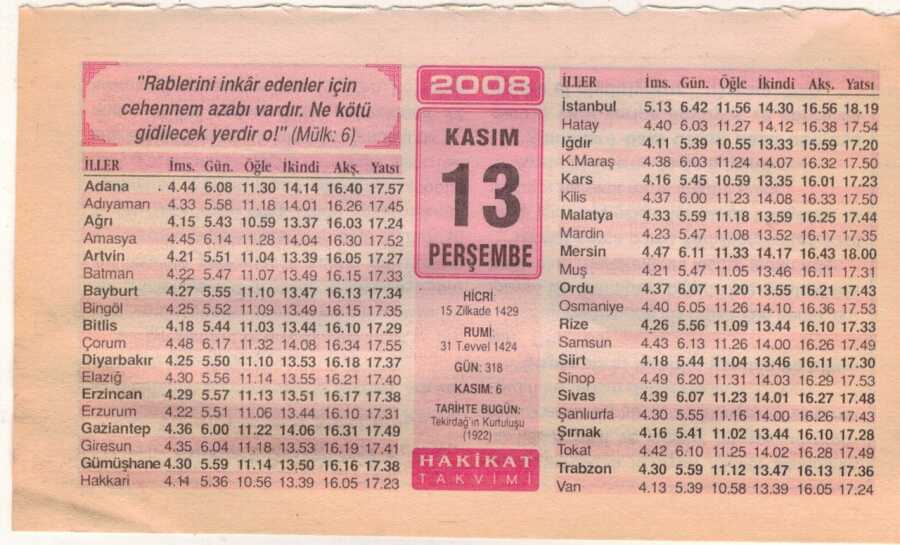 "Rablerini inkâr edenler için
cehennem azabı vardır. Ne kötü
gidilecek yerdir o!" (Mülk: 6)
İLLER İms. Gün. Öğle İkindi Akş. Yatsı
Adana 4.44 6.08 11.30 14.14 16.40 17.57
Adıyaman 4.33 5.58 11.18 14.01 16.26 17.45
Ağrı 4.15 5.43 10.59 13.37 16.03 17.24
Amasya 4.45 6.14 11.28 14.04 16.30 17.52
Artvin 4.21 5.51 11.04 13.39 16.05 17.27
Batman 4.22 5.47 11.07 13.49 16.15 17.33
Bayburt 4.27 5.55 11.10 13.47 16.13 17.34
Bingöl 4.25 5.52 11.09 13.49 16.15 17.35
Bitlis 4.18 5.44 11.03 13.44 16.10 17.29
Çorum 4.48 6.17 11.32 14.08 16.34 17.55
Diyarbakır 4.25 5.50 11.10 13.53 16.18 17.37
Elazığ 4.30 5.56 11.14 13.55 16.21 17.40
Erzincan 4.29 5.57 11.13 13.51 16.17 17.38
Erzurum 4.22 5.51 11.06 13.44 16.10 17.31
Gaziantep 4.36 6.00 11.22 14.06 16.31 17.49
Giresun 4.35 6.04 11.18 13.53 16.19 17.41
Gümüşhane 4.30 5.59 11.14 13.50 16.16 17.38
Hakkari 4.14 5.36 10.56 13.39 16.05 17.23
2008
KASIM
13
PERŞEMBE
HİCRİ:
15 Zilkade 1429
RUMİ:
31 T.evvel 1424
GÜN: 318
KASIM: 6
TARİHTE BUGÜN:
Tekirdağ'ın Kurtuluşu
(1922)
HAKİKAT
TAKVİMİ
İLLER İms. Gün. Öğle İkindi Akş. Yatsı
İstanbul 5.13 6.42 11.56 14.30 16.56 18.19
Hatay 4.40 6.03 11.27 14.12 16.38 17.54
Iğdır 4.11 5.39 10.55 13.33 15.59 17.20
K.Maraş 4.38 6.03 11.24 14.07 16.32 17.50
Kars 4.16 5.45 10.59 13.35 16.01 17.23
Kilis 4.37 6.00 11.23 14.08 16.33 17.50
Malatya 4.33 5.59 11.18 13.59 16.25 17.44
Mardin 4.23 5.47 11.08 13.52 16.17 17.35
Mersin 4.47 6.11 11.33 14.17 16.43 18.00
Muş 4.21 5.47 11.05 13.46 16.11 17.31
Ordu 4.37 6.07 11.20 13.55 16.21 17.43
Osmaniye 4.40 6.05 11.26 14.10 16.36 17.53
Rize 4.26 5.56 11.09 13.44 16.10 17.33
Samsun 4.43 6.13 11.26 14.00 16.26 17.49
Siirt 4.18 5.44 11.04 13.46 16.11 17.30
Sinop 4.49 6.20 11.31 14.03 16.29 17.53
Sivas 4.39 6.07 11.23 14.01 16.27 17.48
Şanlıurfa 4.30 5.55 11.16 14.00 16.26 17.43
Şırnak 4.16 5.41 11.02 13.44 16.10 17.28
Tokat 4.42 6.10 11.25 14.02 16.28 17.49
Trabzon 4.30 5.59 11.12 13.47 16.13 17.36
Van 4.13 5.39 10.58 13.39 16.05 17.24